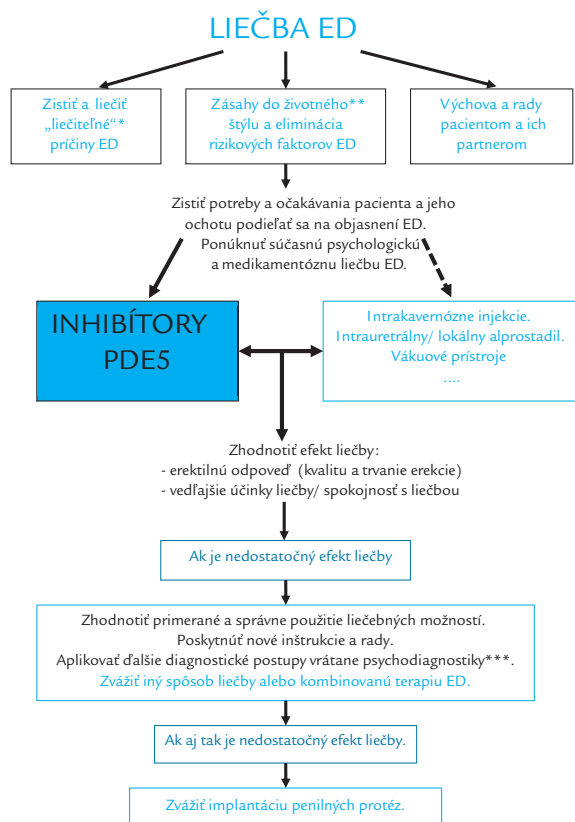 LIEČBA ED
Zistiť a liečiť
„liečiteľné“*
príčiny ED
Zásahy do životného**
štýlu a eliminácia
rizikových faktorov ED
Výchova a rady
pacientom a ich
partnerom
Zistiť potreby a očakávania pacienta a jeho
ochotu podieľať sa na objasnení ED.
Ponúknuť súčasnú psychologickú
a medikamentóznu liečbu ED.
INHIBÍTORY
PDE5
Intrakavernózne injekcie.
Intrauretrálny/ lokálny alprostadil.
Vákuové prístroje
....
Zhodnotiť efekt liečby:
- erektilnú odpoveď (kvalitu a trvanie erekcie)
- vedľajšie účinky liečby/ spokojnosť s liečbou
Ak je nedostatočný efekt liečby
Zhodnotiť primerané a správne použitie liečebných možností.
Poskytnúť nové inštrukcie a rady.
Aplikovať ďalšie diagnostické postupy vrátane psychodiagnostiky***.
Zvážiť iný spôsob liečby alebo kombinovanú terapiu ED.
Ak aj tak je nedostatočný efekt liečby.
Zvážiť implantáciu penilných protéz.